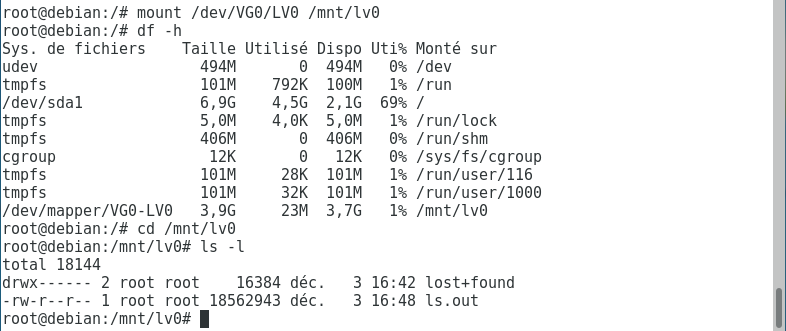 root@debian:/# mount /dev/VG0/LV0 /mnt/lv0
root@debian:/# df -h
Sys. de fichiers    Taille Utilisé Dispo Uti% Monté sur
udev                  494M       0  494M   0% /dev
tmpfs                 101M    792K  100M   1% /run
/dev/sda1             6,9G    4,5G  2,1G  69% /
tmpfs                 5,0M    4,0K  5,0M   1% /run/lock
tmpfs                 406M       0  406M   0% /run/shm
cgroup                 12K       0   12K   0% /sys/fs/cgroup
tmpfs                 101M     28K  101M   1% /run/user/116
tmpfs                 101M     32K  101M   1% /run/user/1000
/dev/mapper/VG0-LV0   3,9G     23M  3,7G   1% /mnt/lv0
root@debian:/# cd /mnt/lv0
root@debian:/mnt/lv0# ls -l
total 18144
drwx------ 2 root root    16384 déc.   3 16:42 lost+found
-rw-r--r-- 1 root root 18562943 déc.   3 16:48 ls.out
root@debian:/mnt/lv0#